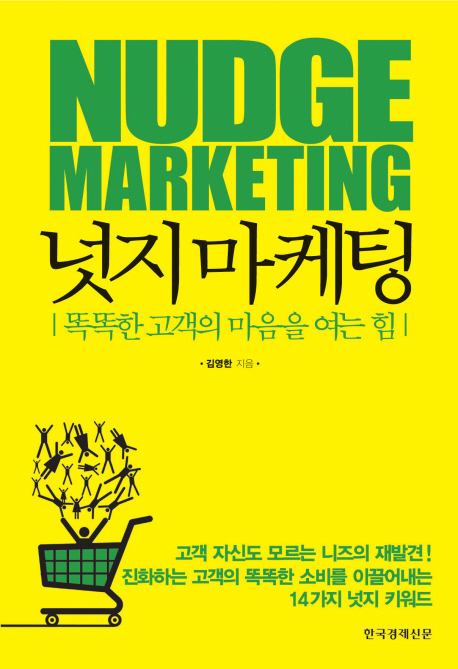 NUDGE
MARKETING
넛지 마케팅
| 똑똑한 고객의 마음을 여는 힘 |
• 김영한 지음 •
고객 자신도 모르는 니즈의 재발견!
진화하는 고객의 똑똑한 소비를 이끌어내는
14가지 넛지 키워드
한국경제신문